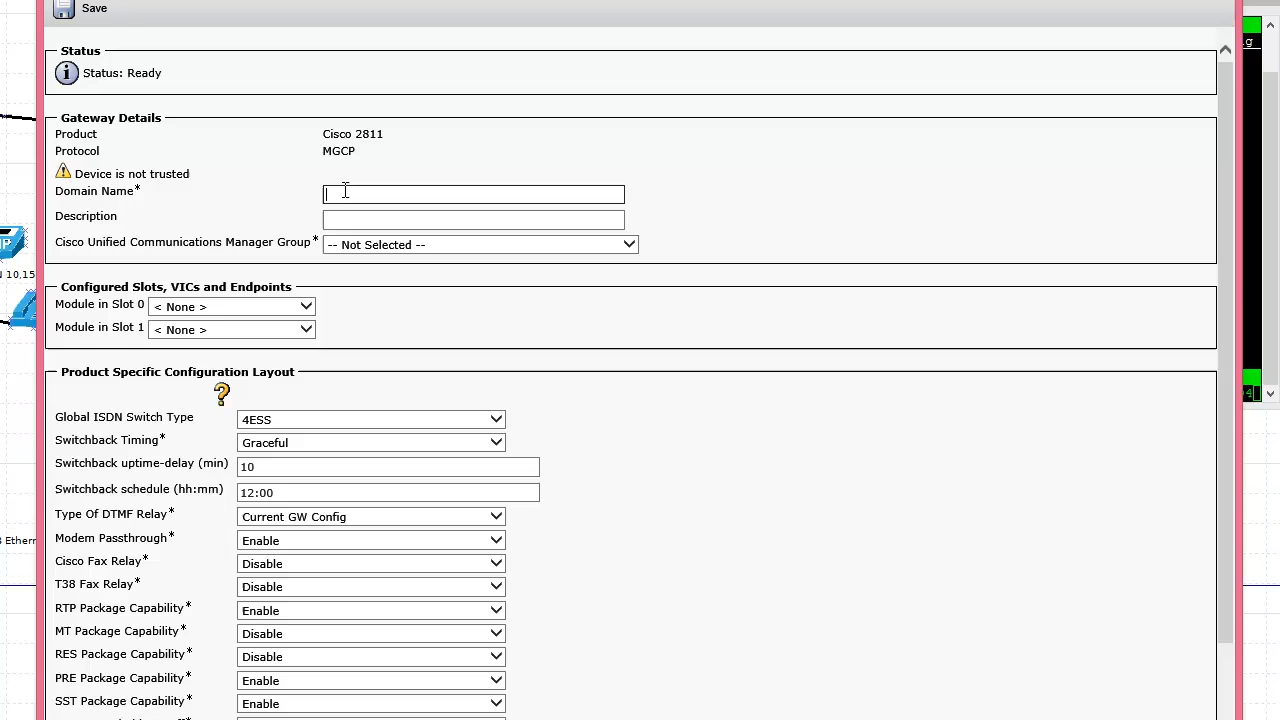 Save
Status
Status: Ready
Gateway Details
Product Cisco 2811
Protocol MGCP
Device is not trusted
Domain Name*
Description
Cisco Unified Communications Manager Group* -- Not Selected --
Configured Slots, VICs and Endpoints
Module in Slot 0 < None >
Module in Slot 1 < None >
Product Specific Configuration Layout
?
Global ISDN Switch Type 4ESS
Switchback Timing* Graceful
Switchback uptime-delay (min) 10
Switchback schedule (hh:mm) 12:00
Type Of DTMF Relay* Current GW Config
Modem Passthrough* Enable
Cisco Fax Relay* Disable
T38 Fax Relay* Disable
RTP Package Capability* Enable
MT Package Capability* Disable
RES Package Capability* Disable
PRE Package Capability* Enable
SST Package Capability* Enable